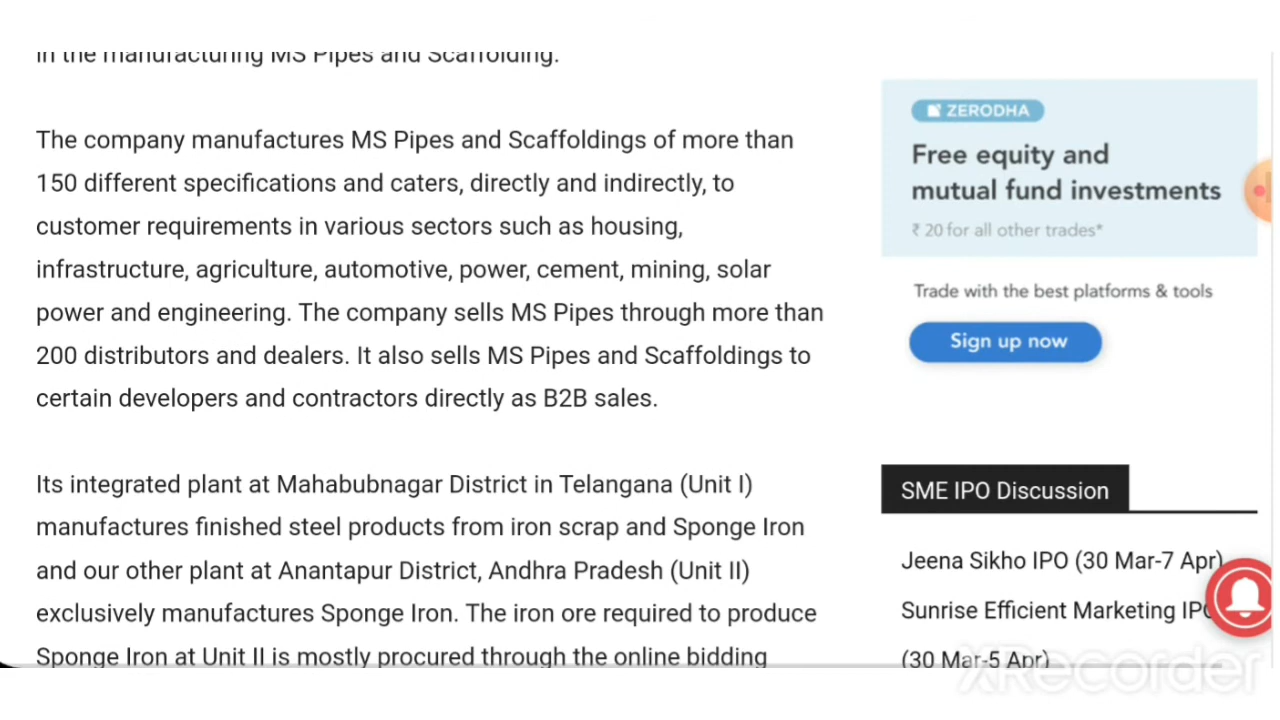 in the manufacturing MS Pipes and Scaffolding.
The company manufactures MS Pipes and Scaffoldings of more than
150 different specifications and caters, directly and indirectly, to
customer requirements in various sectors such as housing,
infrastructure, agriculture, automotive, power, cement, mining, solar
power and engineering. The company sells MS Pipes through more than
200 distributors and dealers. It also sells MS Pipes and Scaffoldings to
certain developers and contractors directly as B2B sales.
Its integrated plant at Mahabubnagar District in Telangana (Unit I)
manufactures finished steel products from iron scrap and Sponge Iron
and our other plant at Anantapur District, Andhra Pradesh (Unit II)
exclusively manufactures Sponge Iron. The iron ore required to produce
Sponge Iron at Unit II is mostly procured through the online bidding
ZERODHA
Free equity and
mutual fund investments
₹ 20 for all other trades*
Trade with the best platforms & tools
Sign up now
SME IPO Discussion
Jeena Sikho IPO (30 Mar-7 Apr)
Sunrise Efficient Marketing IPO
(30 Mar-5 Apr)
XRecorder